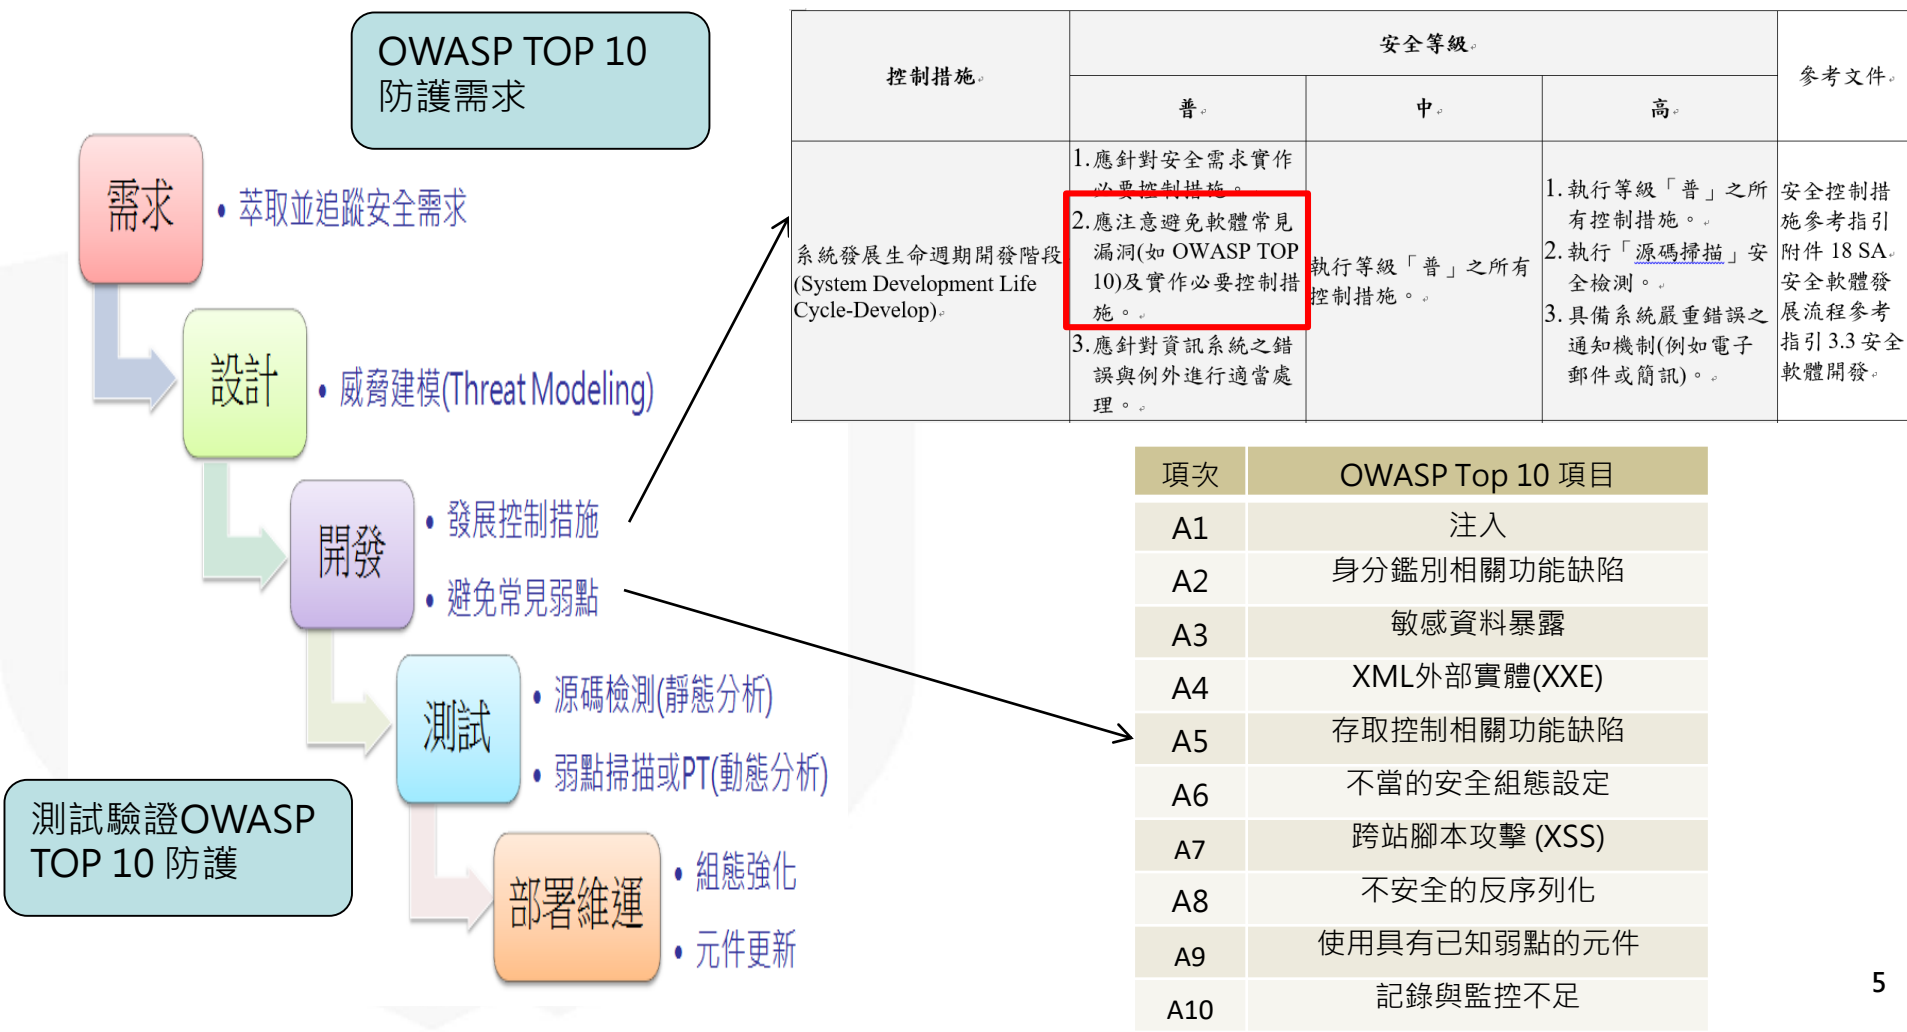 OWASP TOP 10
防護需求
需求
• 萃取並追蹤安全需求
設計
• 威脅建模(Threat Modeling)
開發
• 發展控制措施
• 避免常見弱點
測試
• 源碼檢測(靜態分析)
• 弱點掃描或PT(動態分析)
部署維運
• 組態強化
• 元件更新
測試驗證OWASP
TOP 10 防護
控制措施
安全等級
參考文件
普
中
高
系統發展生命週期開發階段
(System Development Life
Cycle-Develop)
1.應針對安全需求實作
必要控制措施。
2.應注意避免軟體常見
漏洞(如 OWASP TOP
10)及實作必要控制措
施。
3.應針對資訊系統之錯
誤與例外進行適當處
理。
執行等級「普」之所有
控制措施。
1.執行等級「普」之所
有控制措施。
2.執行「源碼掃描」安
全檢測。
3.具備系統嚴重錯誤之
通知機制(例如電子
郵件或簡訊)。
安全控制措
施參考指引
附件 18 SA
安全軟體發
展流程參考
指引 3.3 安全
軟體開發
項次 OWASP Top 10 項目
A1 注入
A2 身分鑑別相關功能缺陷
A3 敏感資料暴露
A4 XML外部實體(XXE)
A5 存取控制相關功能缺陷
A6 不當的安全組態設定
A7 跨站腳本攻擊 (XSS)
A8 不安全的反序列化
A9 使用具有已知弱點的元件
A10 記錄與監控不足
5